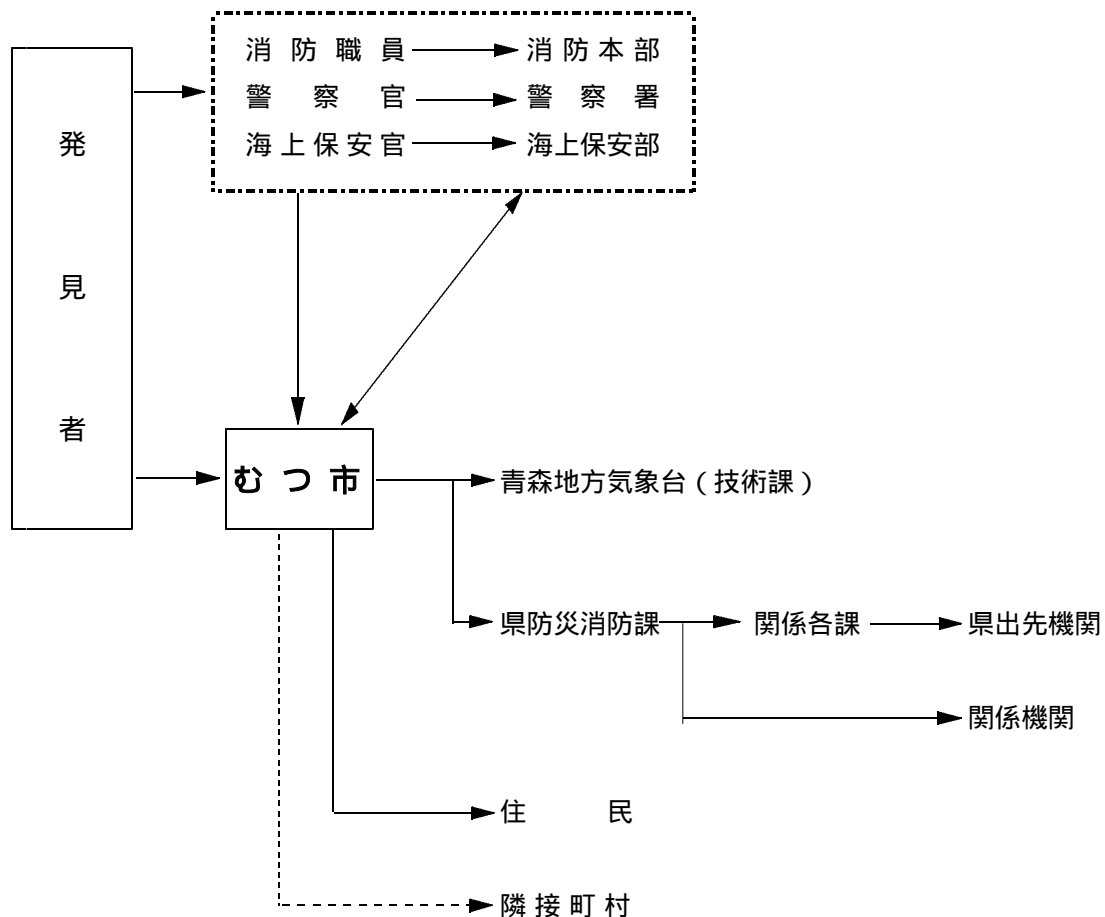 消防職員 消防本部
警察官 警察署
海上保安官 海上保安部
発見者
むつ市
青森地方気象台(技術課)
県防災消防課 関係各課 県出先機関
関係機関
住民
隣接町村